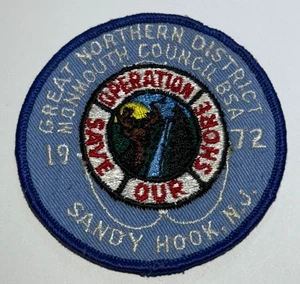 GREAT NORTHERN DISTRICT
MONMOUTH COUNCIL BSA
OPERATION
SAVE OUR SHORE
19 72
SANDY HOOK, N.J.